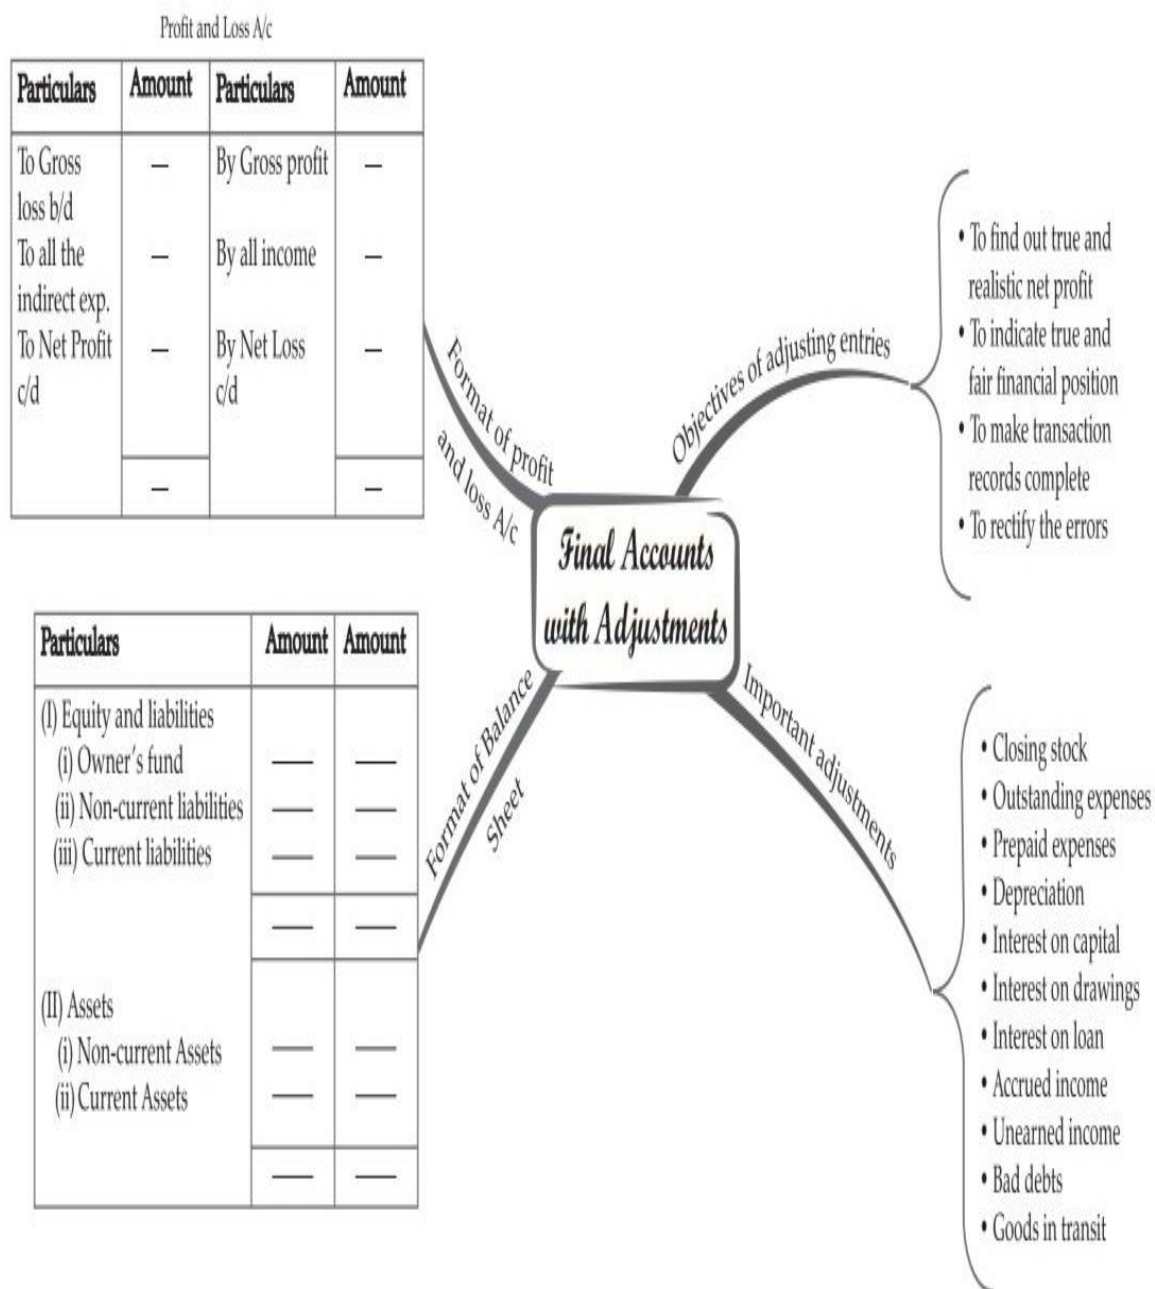 Profit and Loss A/c
Particulars Amount Particulars Amount
To Gross — By Gross profit —
loss b/d
To all the — By all income —
indirect exp.
To Net Profit — By Net Loss —
c/d c/d
— —
Format of profit
and loss A/c
Objectives of adjusting entries
• To find out true and
realistic net profit
• To indicate true and
fair financial position
• To make transaction
records complete
• To rectify the errors
Final Accounts
with Adjustments
Particulars Amount Amount
(I) Equity and liabilities
(i) Owner's fund — —
(ii) Non-current liabilities — —
(iii) Current liabilities — —
— —
(II) Assets
(i) Non-current Assets — —
(ii) Current Assets — —
— —
Format of Balance
Sheet
Important adjustments
• Closing stock
• Outstanding expenses
• Prepaid expenses
• Depreciation
• Interest on capital
• Interest on drawings
• Interest on loan
• Accrued income
• Unearned income
• Bad debts
• Goods in transit